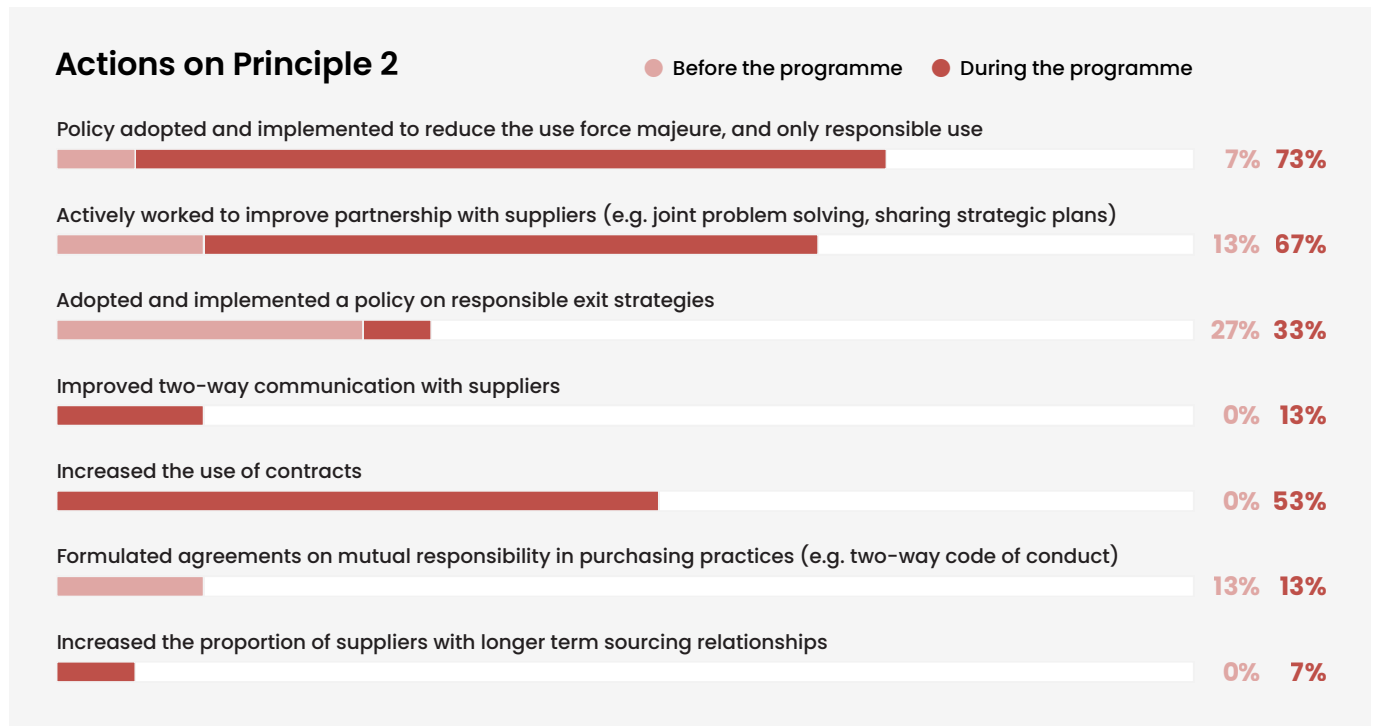 Actions on Principle 2
Before the programme
During the programme
Policy adopted and implemented to reduce the use force majeure, and only responsible use
7% 73%
Actively worked to improve partnership with suppliers (e.g. joint problem solving, sharing strategic plans)
13% 67%
Adopted and implemented a policy on responsible exit strategies
27% 33%
Improved two-way communication with suppliers
0% 13%
Increased the use of contracts
0% 53%
Formulated agreements on mutual responsibility in purchasing practices (e.g. two-way code of conduct)
13% 13%
Increased the proportion of suppliers with longer term sourcing relationships
0% 7%